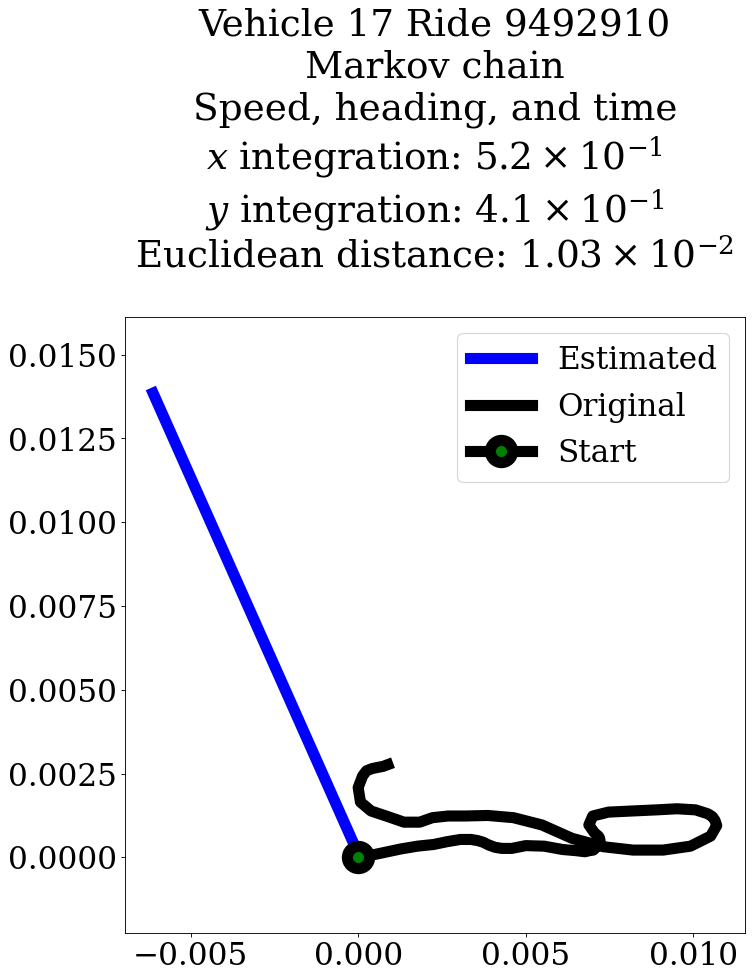 Vehicle 17 Ride 9492910
Markov chain
Speed, heading, and time
x integration: 5.2 × 10⁻¹
y integration: 4.1 × 10⁻¹
Euclidean distance: 1.03 × 10⁻²
Estimated
Original
Start
0.0150
0.0125
0.0100
0.0075
0.0050
0.0025
0.0000
−0.005 0.000 0.005 0.010